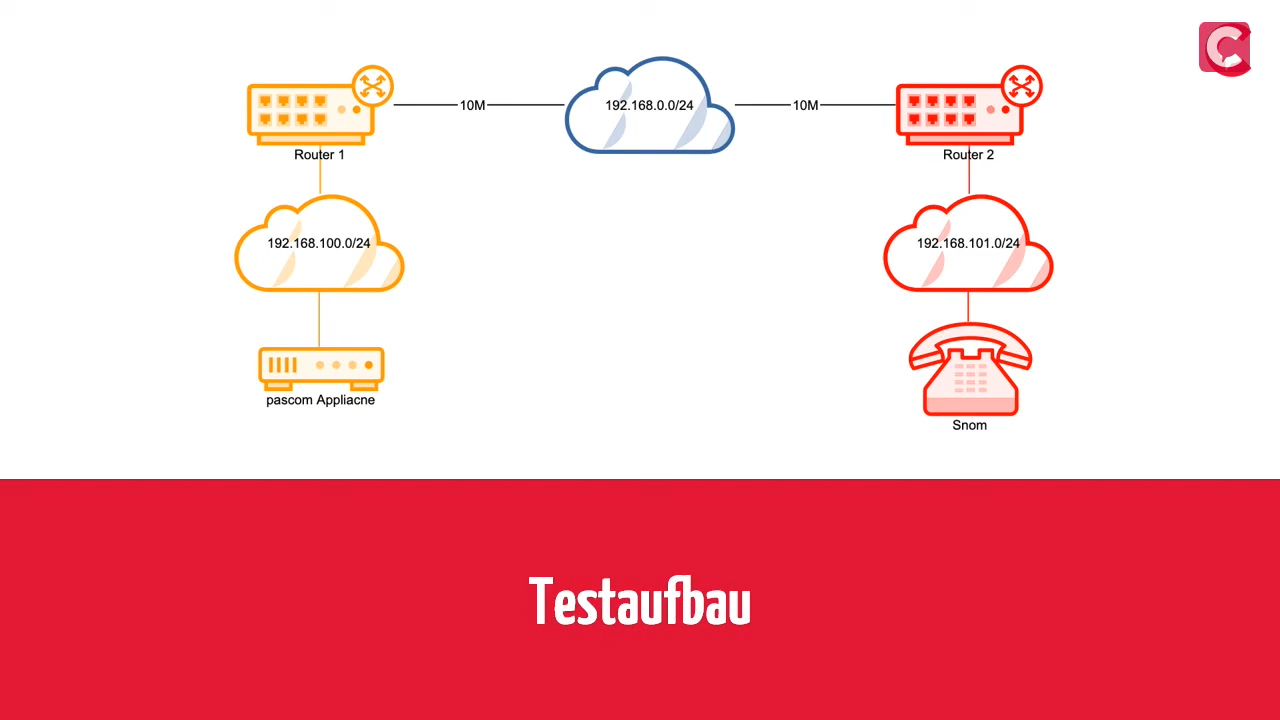 10M
192.168.0.0/24
10M
Router 1
Router 2
192.168.100.0/24
192.168.101.0/24
pascom Appliacne
Snom
Testaufbau